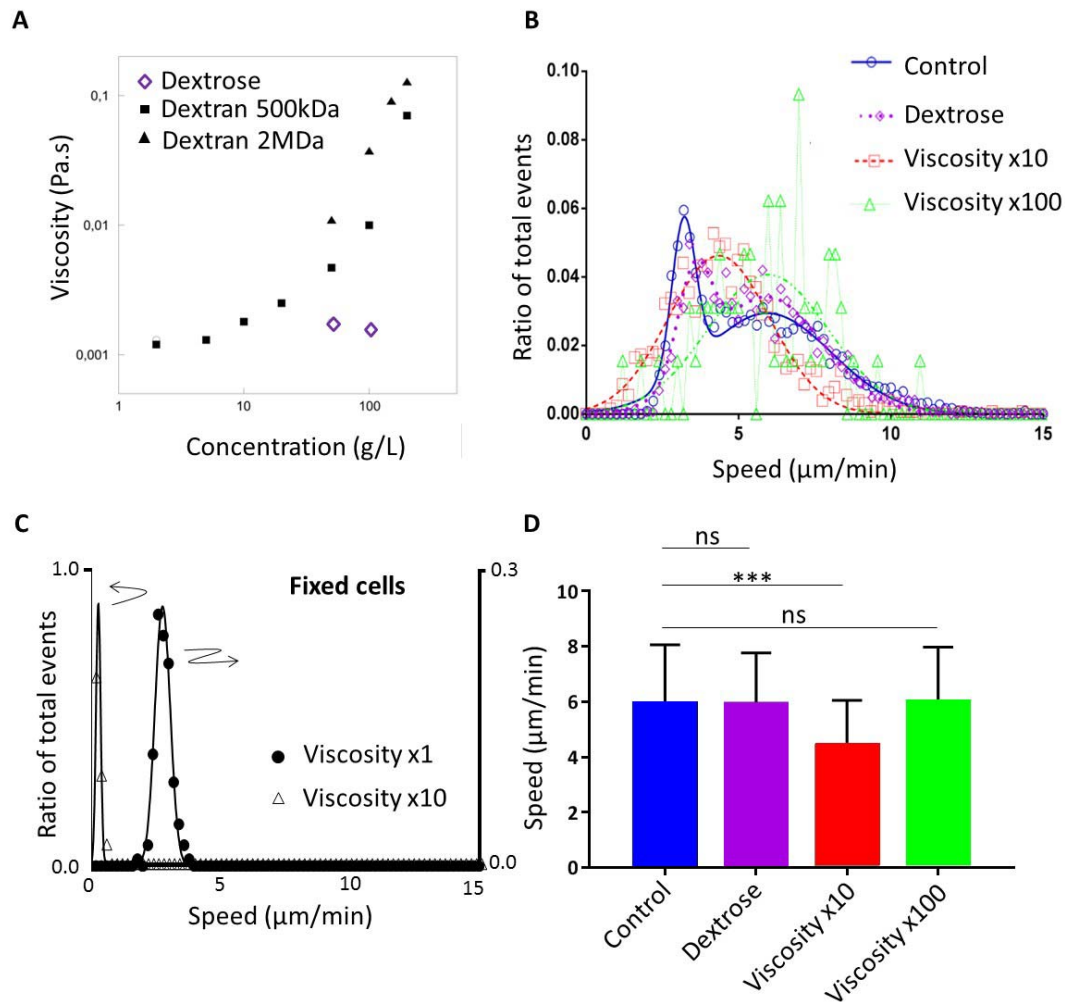 A
Dextrose
Dextran 500kDa
Dextran 2MDa
0,1
0,01
0,001
1
10
100
Viscosity (Pa.s)
Concentration (g/L)
B
Control
Dextrose
Viscosity x10
Viscosity x100
0.10
0.08
0.06
0.04
0.02
0.00
0
5
10
15
Ratio of total events
Speed (µm/min)
C
Fixed cells
1.0
0.0
0.3
0.0
Viscosity x1
Viscosity x10
0
5
10
15
Ratio of total events
Speed (µm/min)
D
ns
***
ns
10
8
6
4
2
0
Speed (µm/min)
Control
Dextrose
Viscosity x10
Viscosity x100